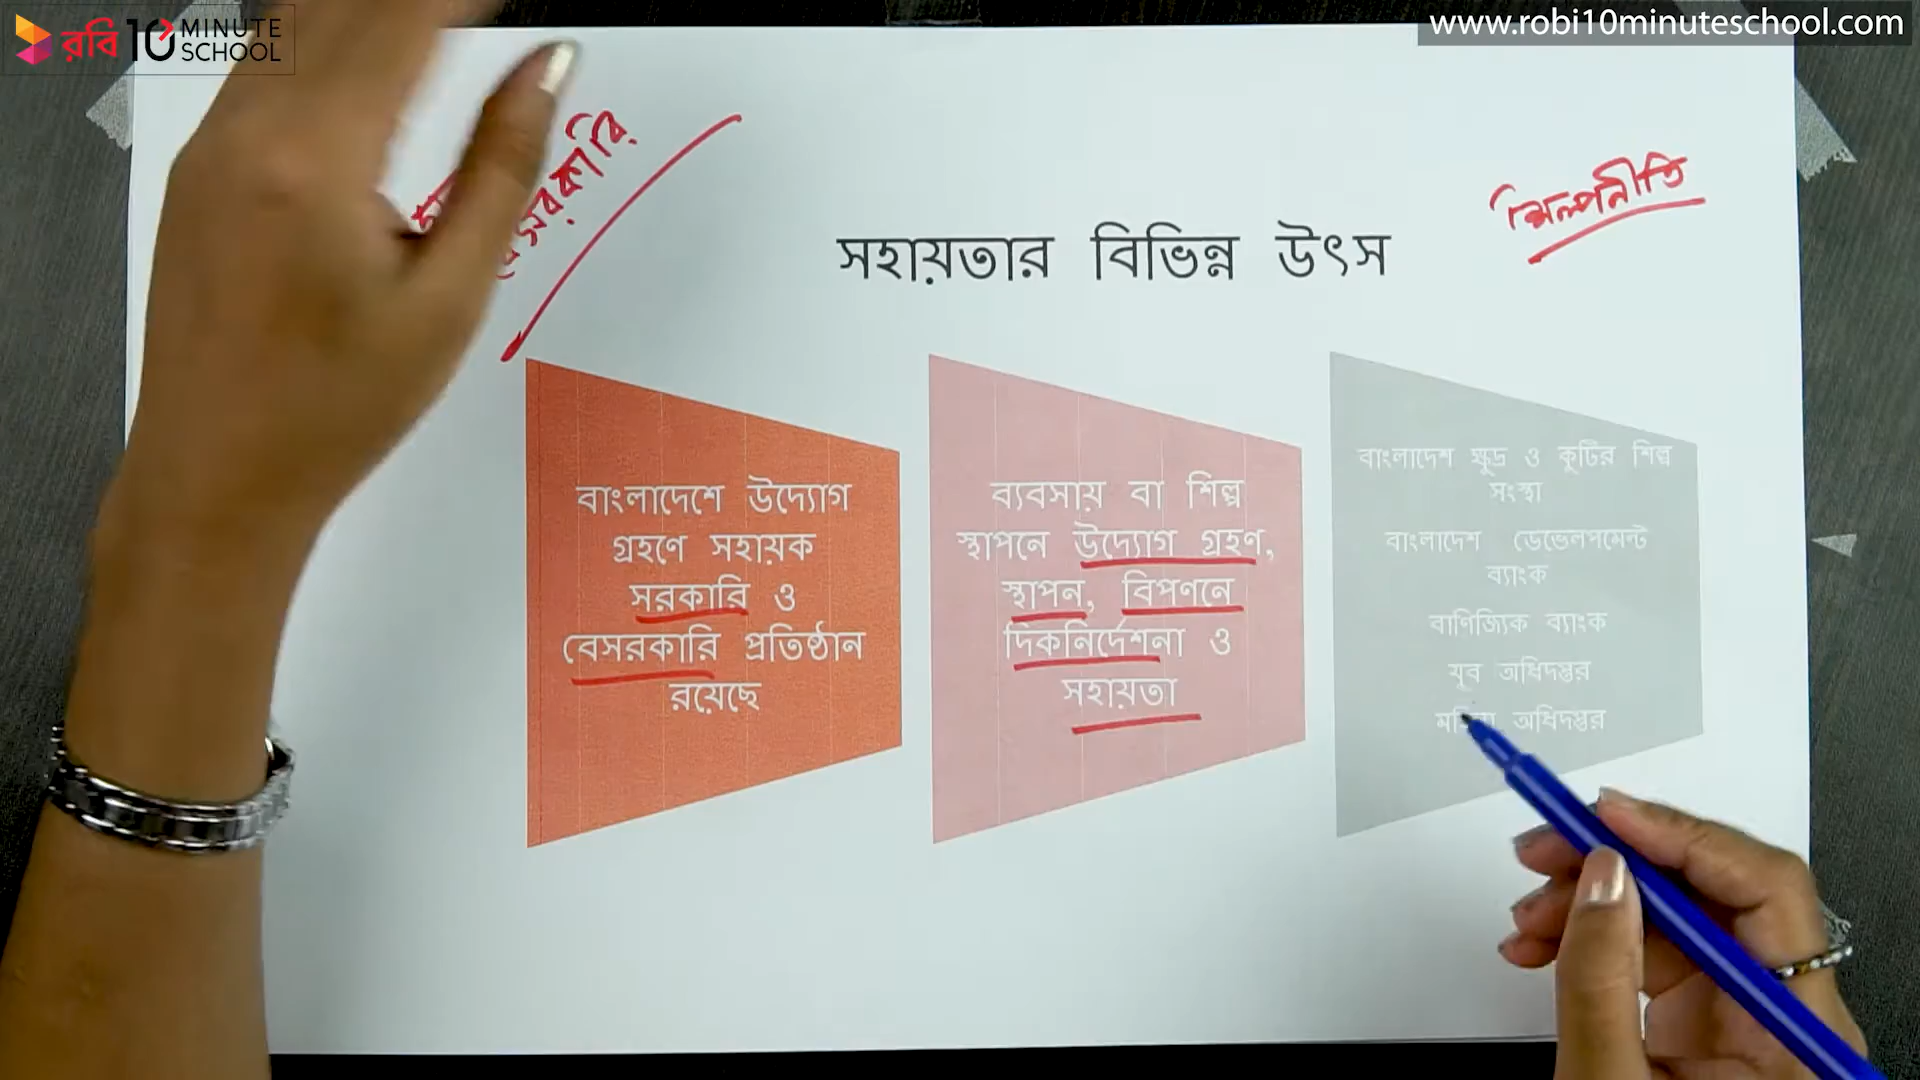 রবি 10 MINUTE SCHOOL
www.robi10minuteschool.com
বেসরকারি
শিল্পনীতি
সহায়তার বিভিন্ন উৎস
বাংলাদেশে উদ্যোগ
গ্রহণে সহায়ক
সরকারি ও
বেসরকারি প্রতিষ্ঠান
রয়েছে
ব্যবসায় বা শিল্প
স্থাপনে উদ্যোগ গ্রহণ,
স্থাপন, বিপণনে
দিকনির্দেশনা ও
সহায়তা
বাংলাদেশ ক্ষুদ্র ও কুটির শিল্প
সংস্থা
বাংলাদেশ ডেভেলপমেন্ট
ব্যাংক
বাণিজ্যিক ব্যাংক
যুব অধিদপ্তর
অধিদপ্তর